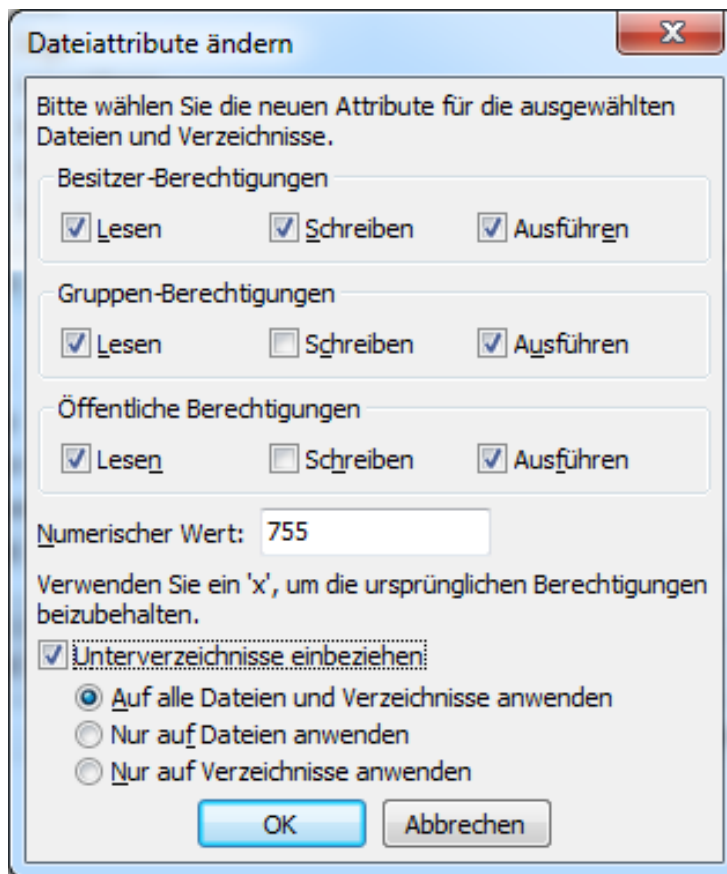 Dateiattribute ändern
Bitte wählen Sie die neuen Attribute für die ausgewählten
Dateien und Verzeichnisse.
Besitzer-Berechtigungen
Lesen Schreiben Ausführen
Gruppen-Berechtigungen
Lesen Schreiben Ausführen
Öffentliche Berechtigungen
Lesen Schreiben Ausführen
Numerischer Wert: 755
Verwenden Sie ein 'x', um die ursprünglichen Berechtigungen
beizubehalten.
Unterverzeichnisse einbeziehen
Auf alle Dateien und Verzeichnisse anwenden
Nur auf Dateien anwenden
Nur auf Verzeichnisse anwenden
OK Abbrechen